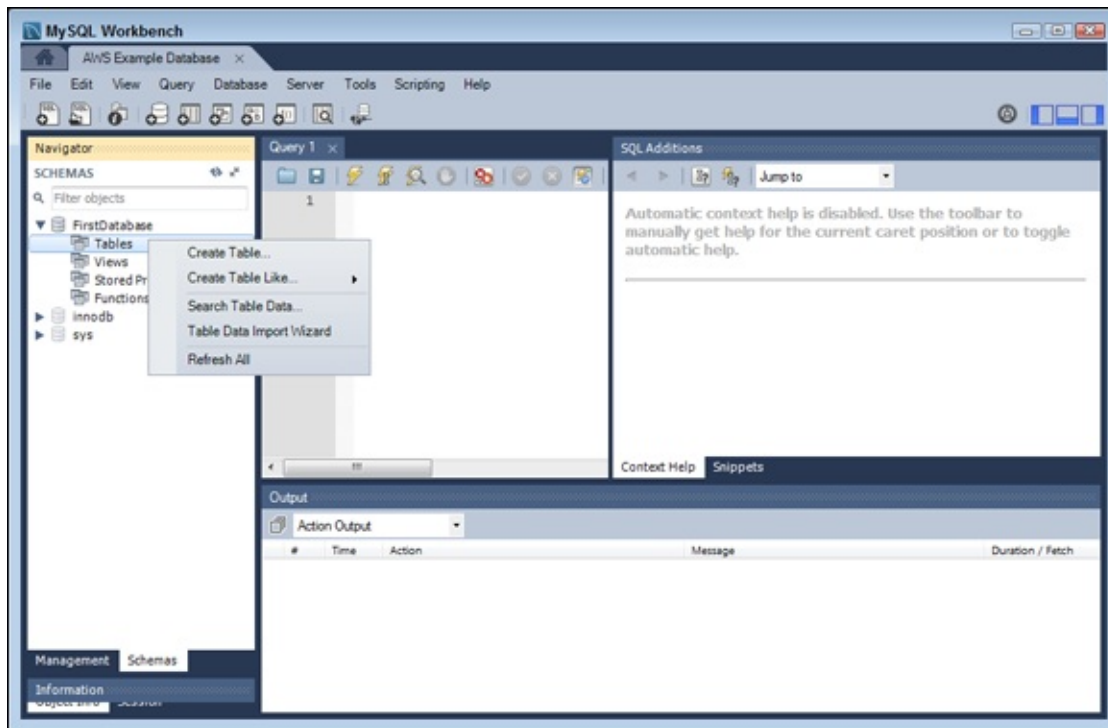 MySQL Workbench
AWS Example Database
File Edit View Query Database Server Tools Scripting Help
Navigator
SCHEMAS
Filter objects
FirstDatabase
Tables
Views
Stored Pr
Functions
innodb
sys
Create Table...
Create Table Like...
Search Table Data...
Table Data Import Wizard
Refresh All
Management Schemas
Information
Object Info Session
Query 1
1
SQL Additions
Jump to
Automatic context help is disabled. Use the toolbar to
manually get help for the current caret position or to toggle
automatic help.
Context Help Snippets
Output
Action Output
# Time Action Message Duration / Fetch